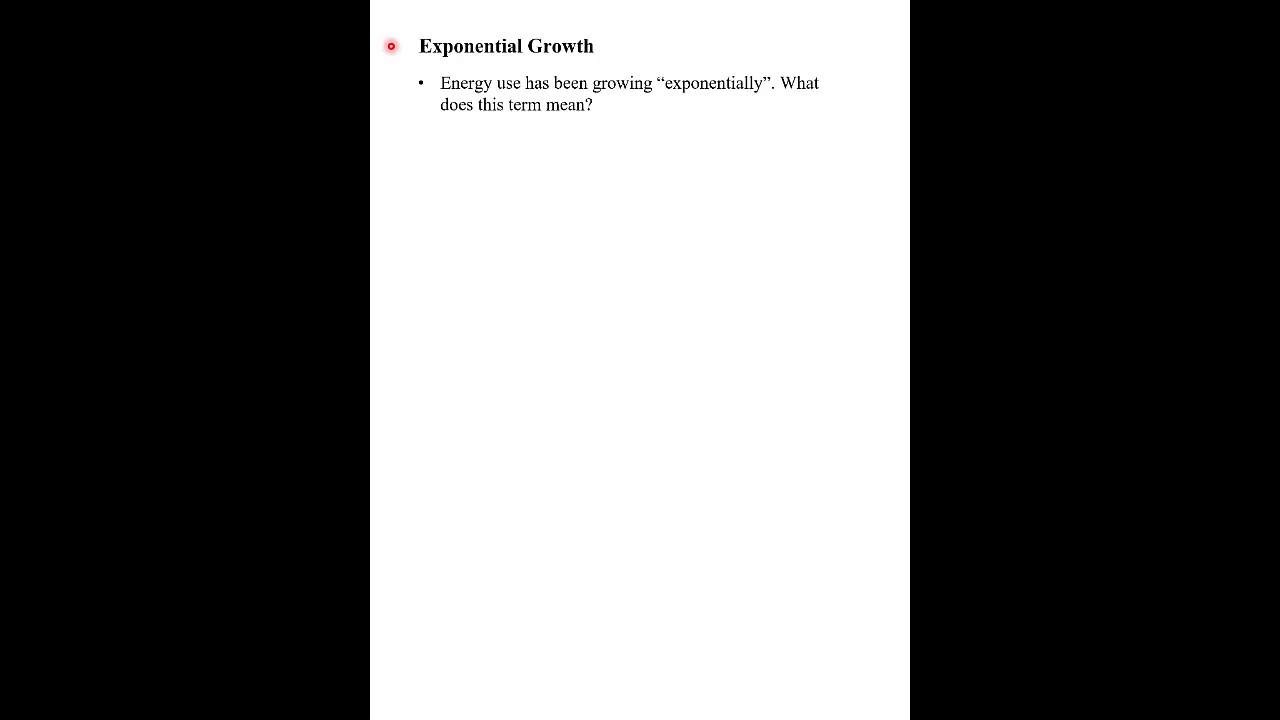 Exponential Growth
• Energy use has been growing “exponentially”. What
does this term mean?